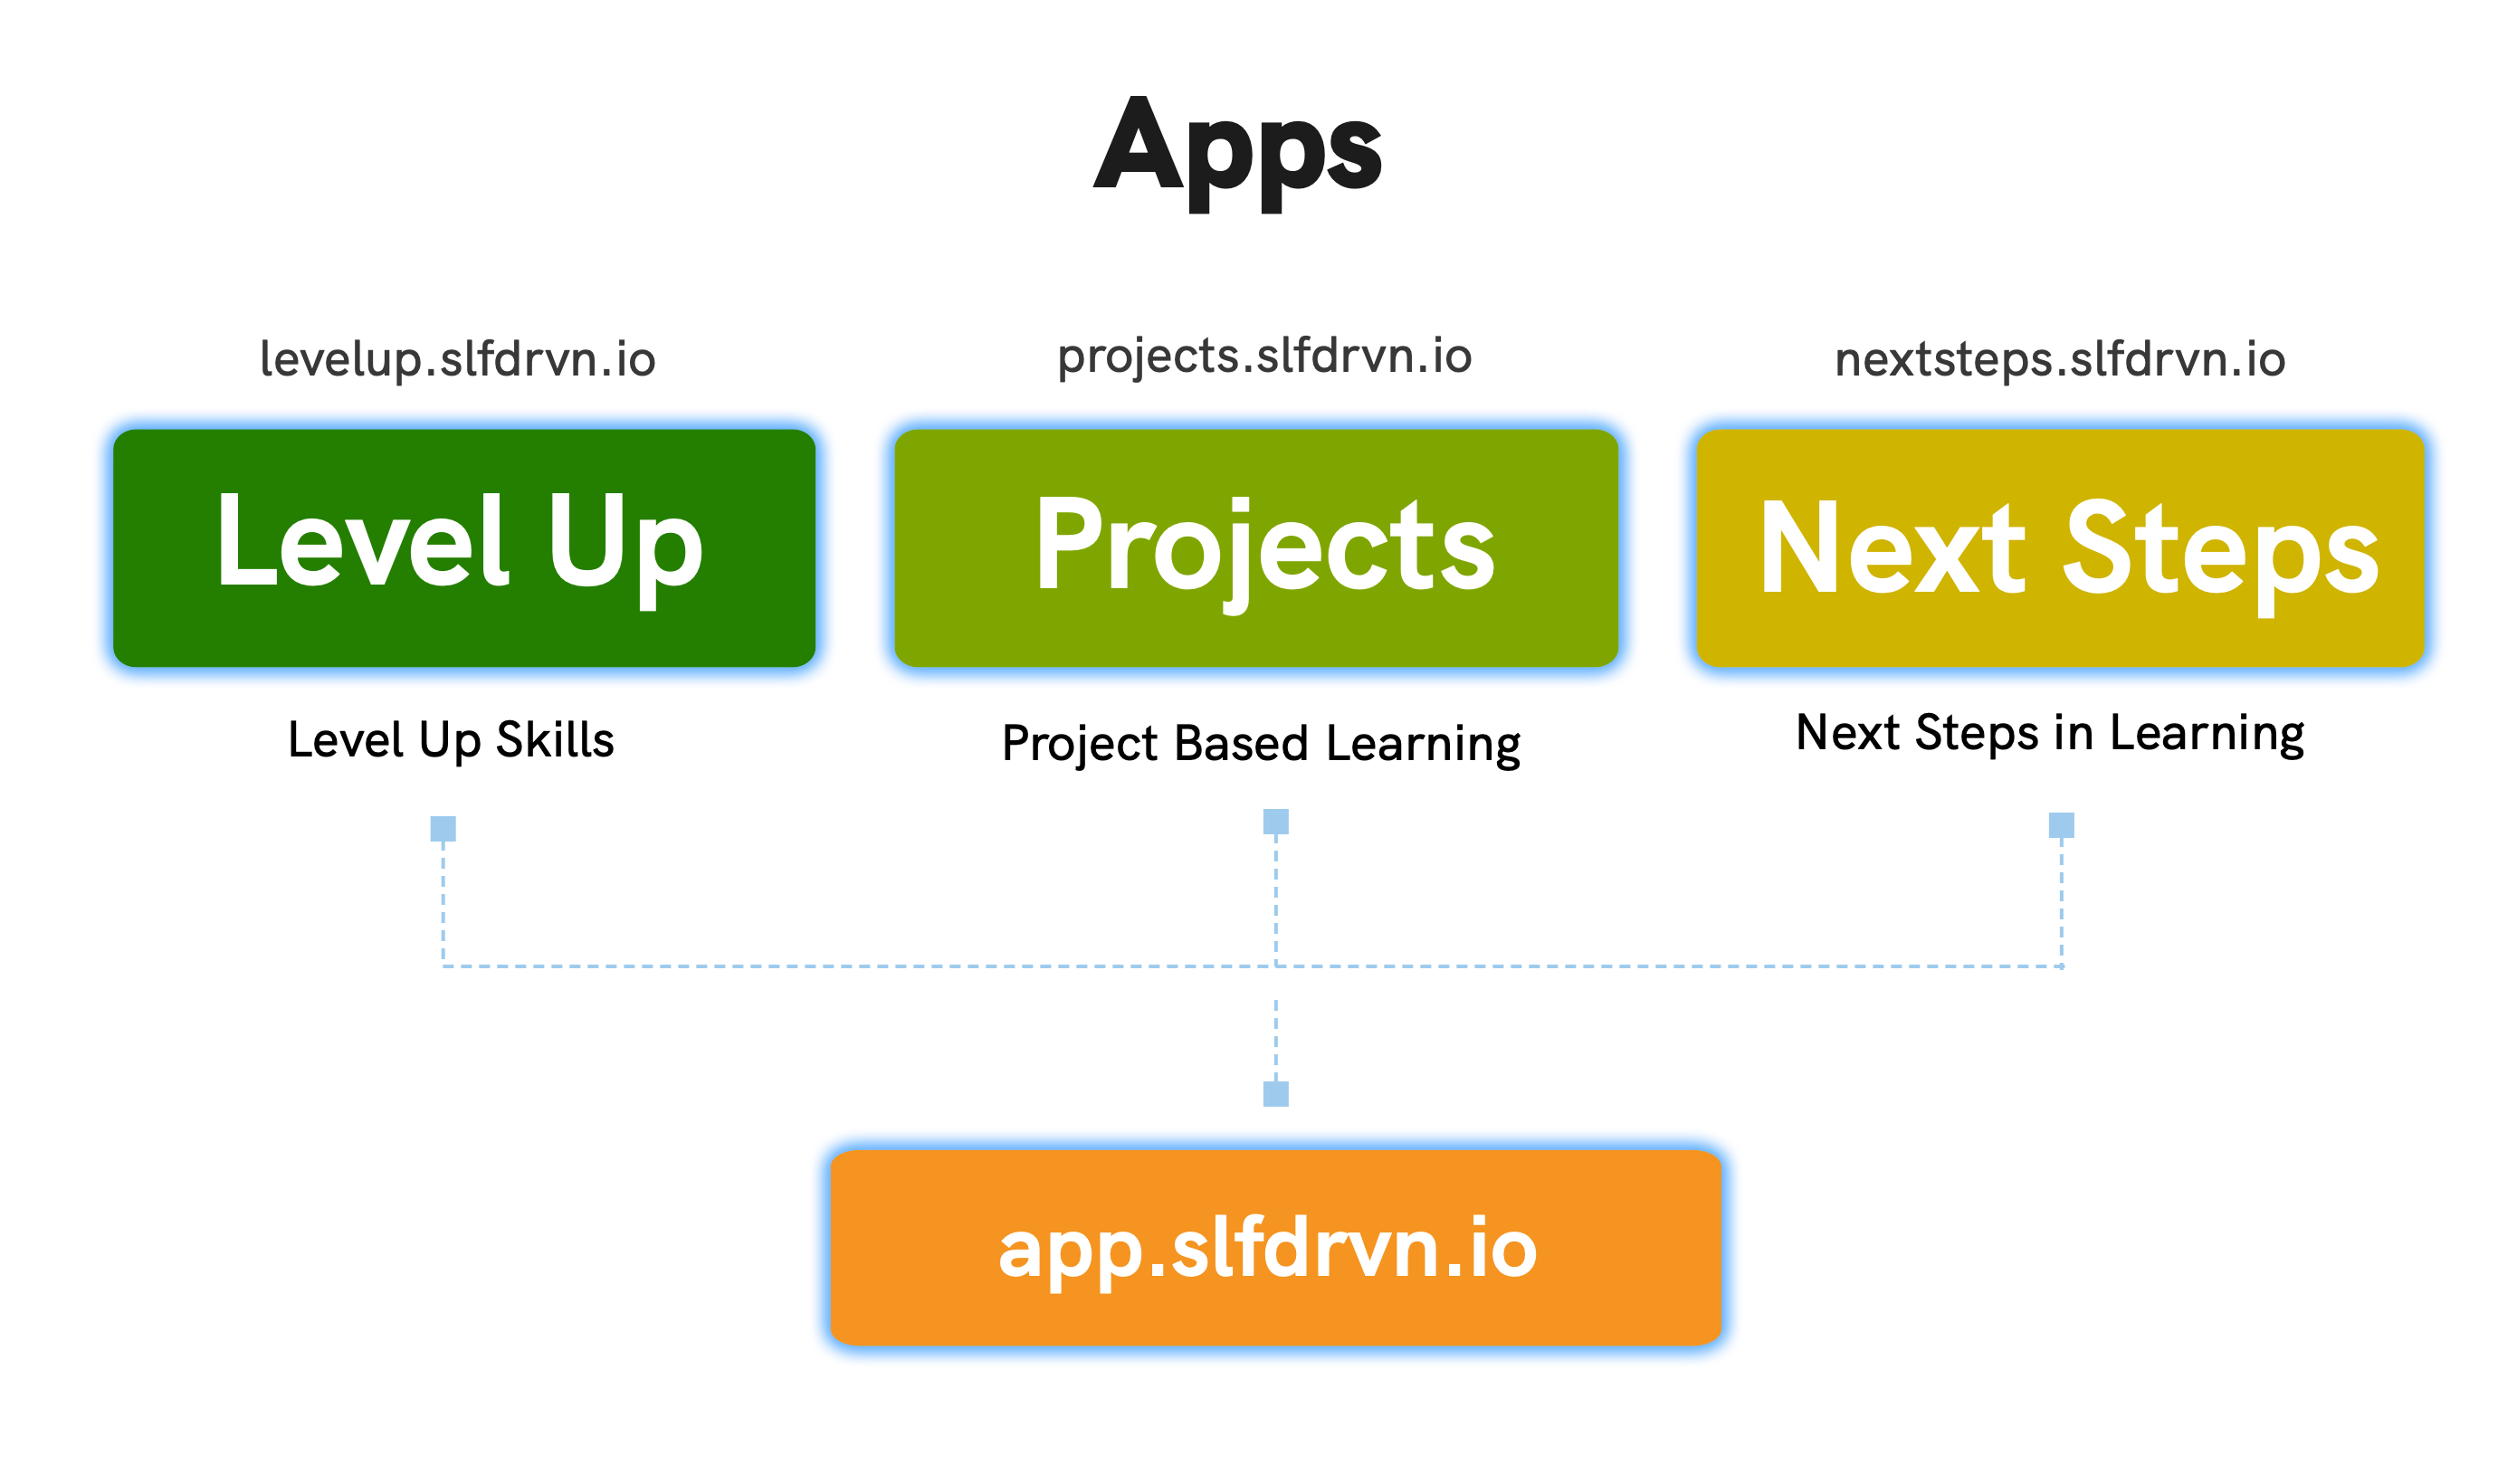 Apps
levelup.slfdrvn.io
projects.slfdrvn.io
nextsteps.slfdrvn.io
Level Up
Projects
Next Steps
Level Up Skills
Project Based Learning
Next Steps in Learning
app.slfdrvn.io